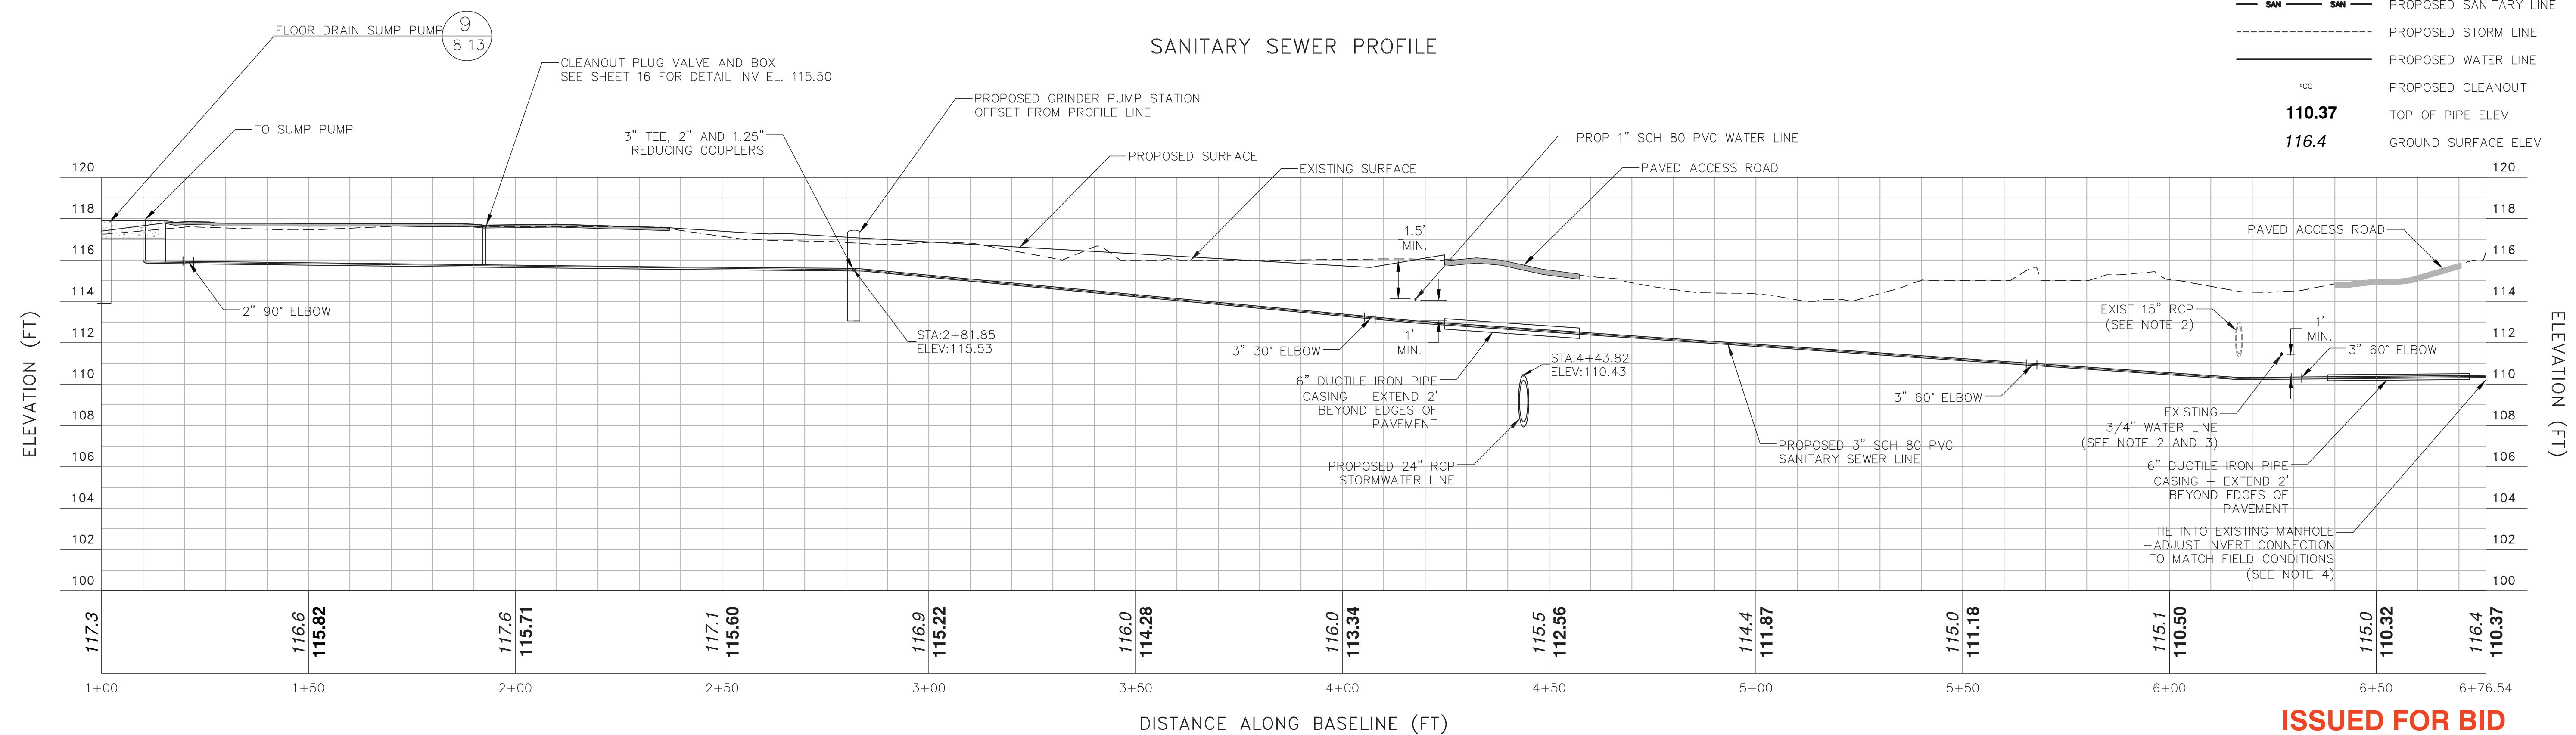 SANITARY SEWER PROFILE
SAN SAN PROPOSED SANITARY LINE
PROPOSED STORM LINE
PROPOSED WATER LINE
°CO PROPOSED CLEANOUT
110.37 TOP OF PIPE ELEV
116.4 GROUND SURFACE ELEV
FLOOR DRAIN SUMP PUMP
9
8 13
CLEANOUT PLUG VALVE AND BOX
SEE SHEET 16 FOR DETAIL INV EL. 115.50
TO SUMP PUMP
3" TEE, 2" AND 1.25"
REDUCING COUPLERS
PROPOSED GRINDER PUMP STATION
OFFSET FROM PROFILE LINE
PROPOSED SURFACE
EXISTING SURFACE
PROP 1" SCH 80 PVC WATER LINE
PAVED ACCESS ROAD
PAVED ACCESS ROAD
1.5'
MIN.
2" 90° ELBOW
STA:2+81.85
ELEV:115.53
3" 30° ELBOW
1'
MIN.
6" DUCTILE IRON PIPE
CASING – EXTEND 2'
BEYOND EDGES OF
PAVEMENT
STA:4+43.82
ELEV:110.43
PROPOSED 24" RCP
STORMWATER LINE
PROPOSED 3" SCH 80 PVC
SANITARY SEWER LINE
3" 60° ELBOW
EXIST 15" RCP
(SEE NOTE 2)
1'
MIN.
3" 60° ELBOW
EXISTING
3/4" WATER LINE
(SEE NOTE 2 AND 3)
6" DUCTILE IRON PIPE
CASING – EXTEND 2'
BEYOND EDGES OF
PAVEMENT
TIE INTO EXISTING MANHOLE
–ADJUST INVERT CONNECTION
TO MATCH FIELD CONDITIONS
(SEE NOTE 4)
ELEVATION (FT)
120
118
116
114
112
110
108
106
104
102
100
120
118
116
114
112
110
108
106
104
102
100
ELEVATION (FT)
117.3
116.6 115.82
117.6 115.71
117.1 115.60
116.9 115.22
116.0 114.28
116.0 113.34
115.5 112.56
114.4 111.87
115.0 111.18
115.1 110.50
115.0 110.32
116.4 110.37
1+00 1+50 2+00 2+50 3+00 3+50 4+00 4+50 5+00 5+50 6+00 6+50 6+76.54
DISTANCE ALONG BASELINE (FT)
ISSUED FOR BID